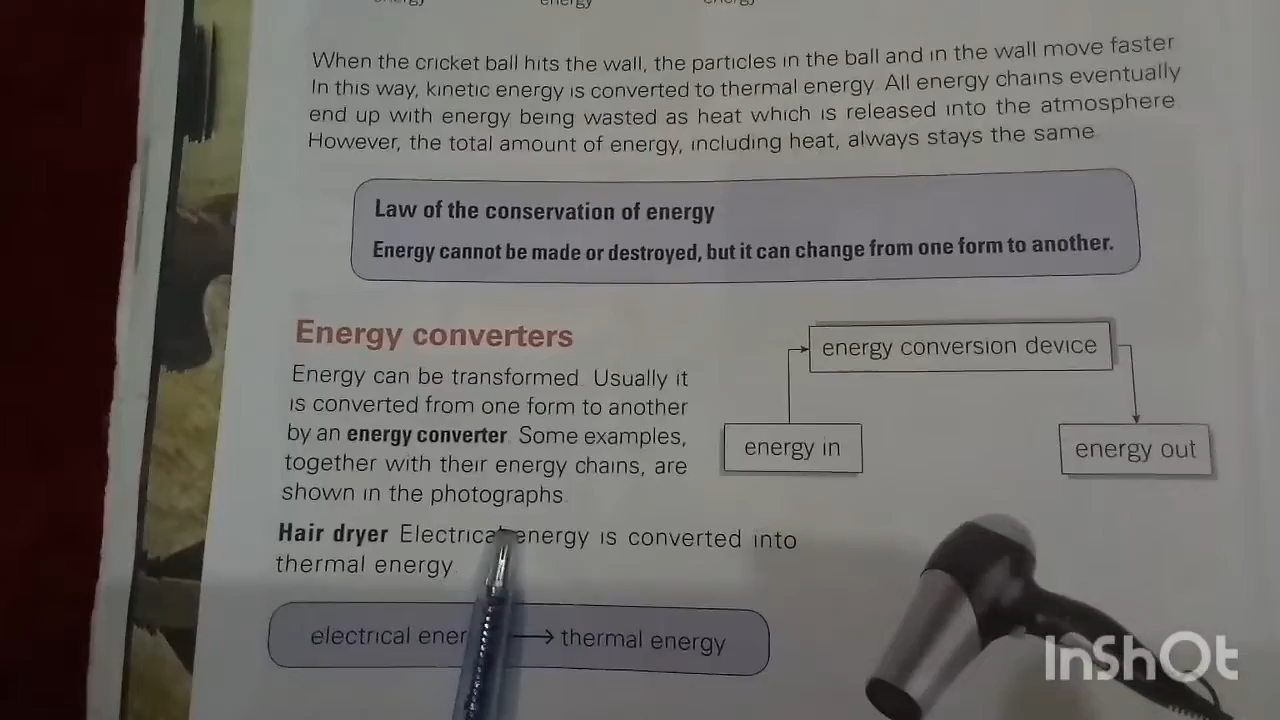 energy energy energy
When the cricket ball hits the wall, the particles in the ball and in the wall move faster
In this way, kinetic energy is converted to thermal energy All energy chains eventually
end up with energy being wasted as heat which is released into the atmosphere
However, the total amount of energy, including heat, always stays the same
Law of the conservation of energy
Energy cannot be made or destroyed, but it can change from one form to another.
Energy converters
Energy can be transformed. Usually it
is converted from one form to another
by an energy converter. Some examples,
together with their energy chains, are
shown in the photographs.
energy conversion device
energy in
energy out
Hair dryer Electrical energy is converted into
thermal energy.
electrical ener → thermal energy
InShOt